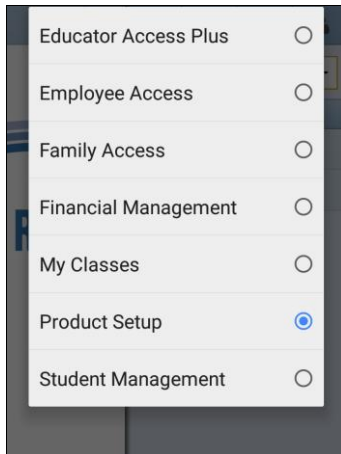 Educator Access Plus
Employee Access
Family Access
Financial Management
My Classes
Product Setup
Student Management